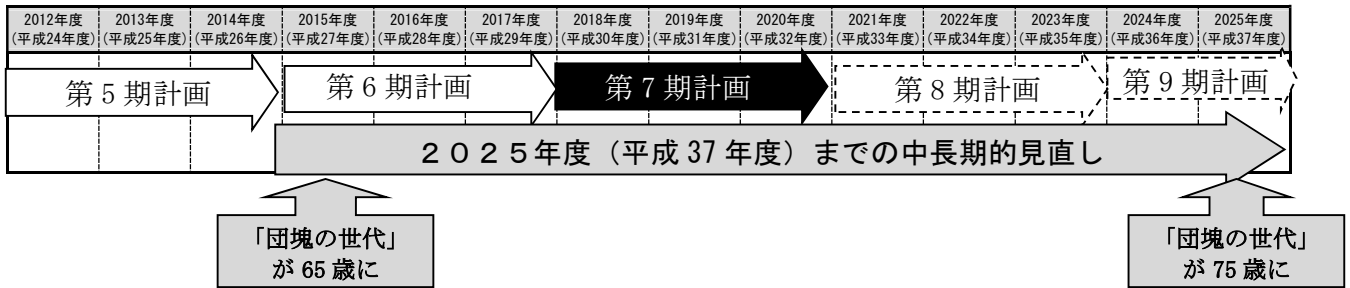 2012年度 2013年度 2014年度 2015年度 2016年度 2017年度 2018年度 2019年度 2020年度 2021年度 2022年度 2023年度 2024年度 2025年度
(平成24年度) (平成25年度) (平成26年度) (平成27年度) (平成28年度) (平成29年度) (平成30年度) (平成31年度) (平成32年度) (平成33年度) (平成34年度) (平成35年度) (平成36年度) (平成37年度)
第5期計画 第6期計画 第7期計画 第8期計画 第9期計画
２０２５年度（平成37年度）までの中長期的見直し
「団塊の世代」
が65歳に
「団塊の世代」
が75歳に